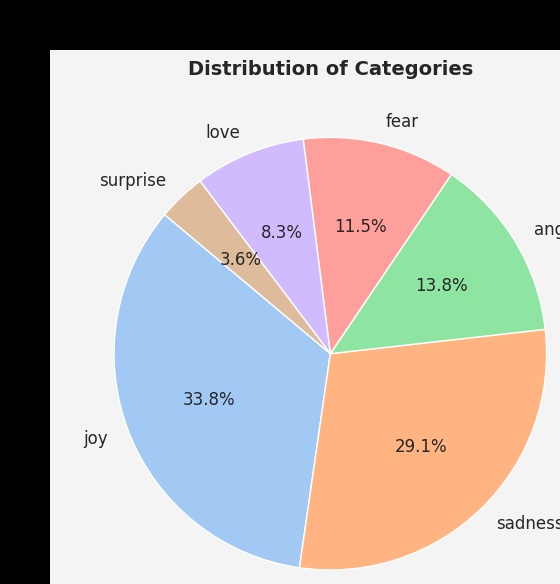 Distribution of Categories
fear
love
surprise
ang
8.3%
11.5%
3.6%
13.8%
33.8%
joy
29.1%
sadness